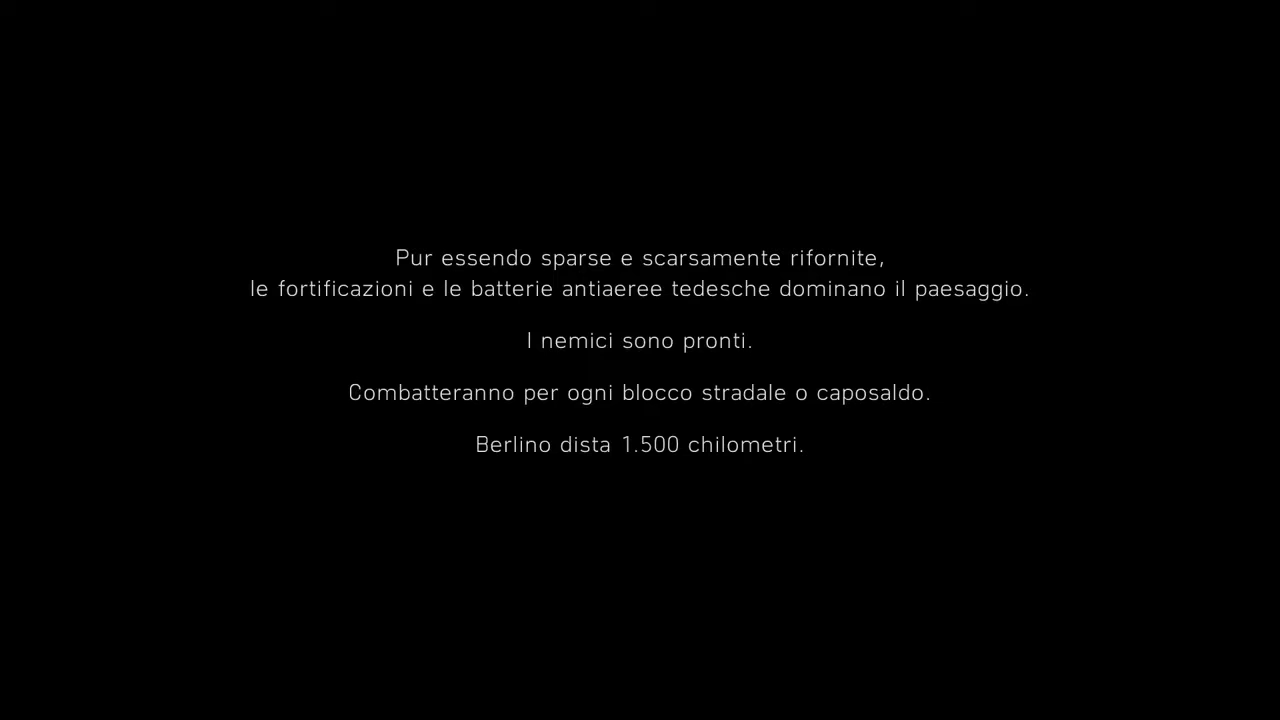 Pur essendo sparse e scarsamente rifornite,
le fortificazioni e le batterie antiaeree tedesche dominano il paesaggio.
I nemici sono pronti.
Combatteranno per ogni blocco stradale o caposaldo.
Berlino dista 1.500 chilometri.